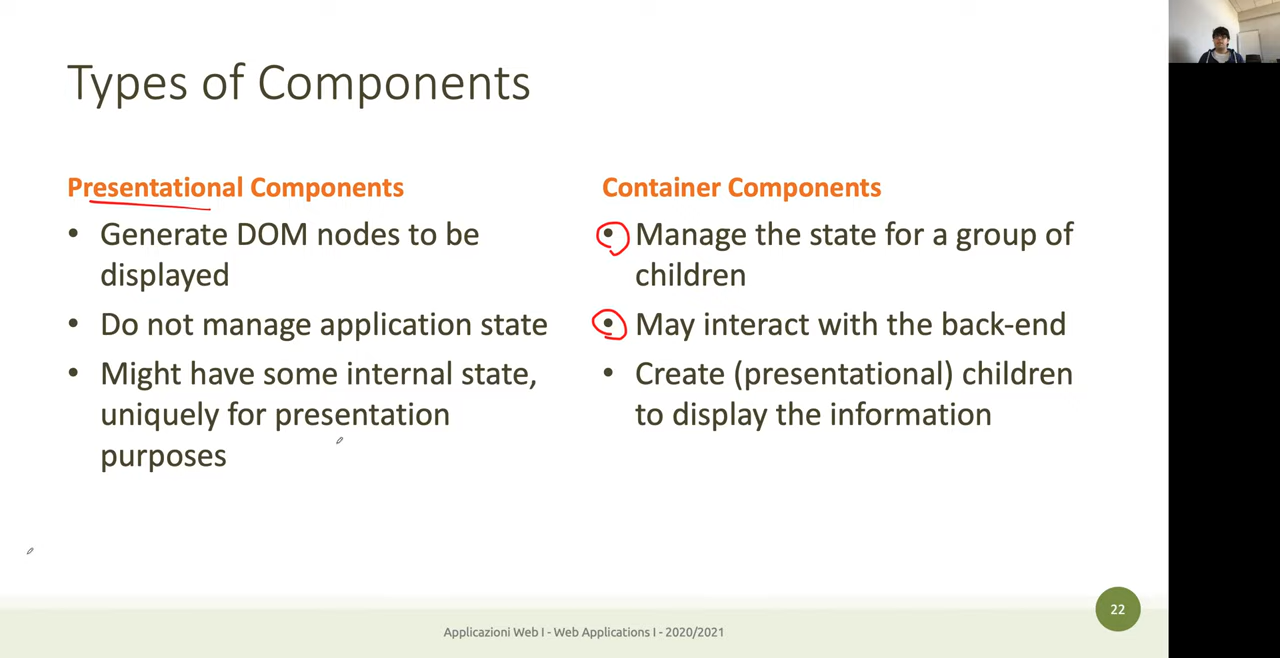 Types of Components
Presentational Components
• Generate DOM nodes to be
displayed
• Do not manage application state
• Might have some internal state,
uniquely for presentation
purposes
Container Components
• Manage the state for a group of
children
• May interact with the back-end
• Create (presentational) children
to display the information
Applicazioni Web I - Web Applications I - 2020/2021
22